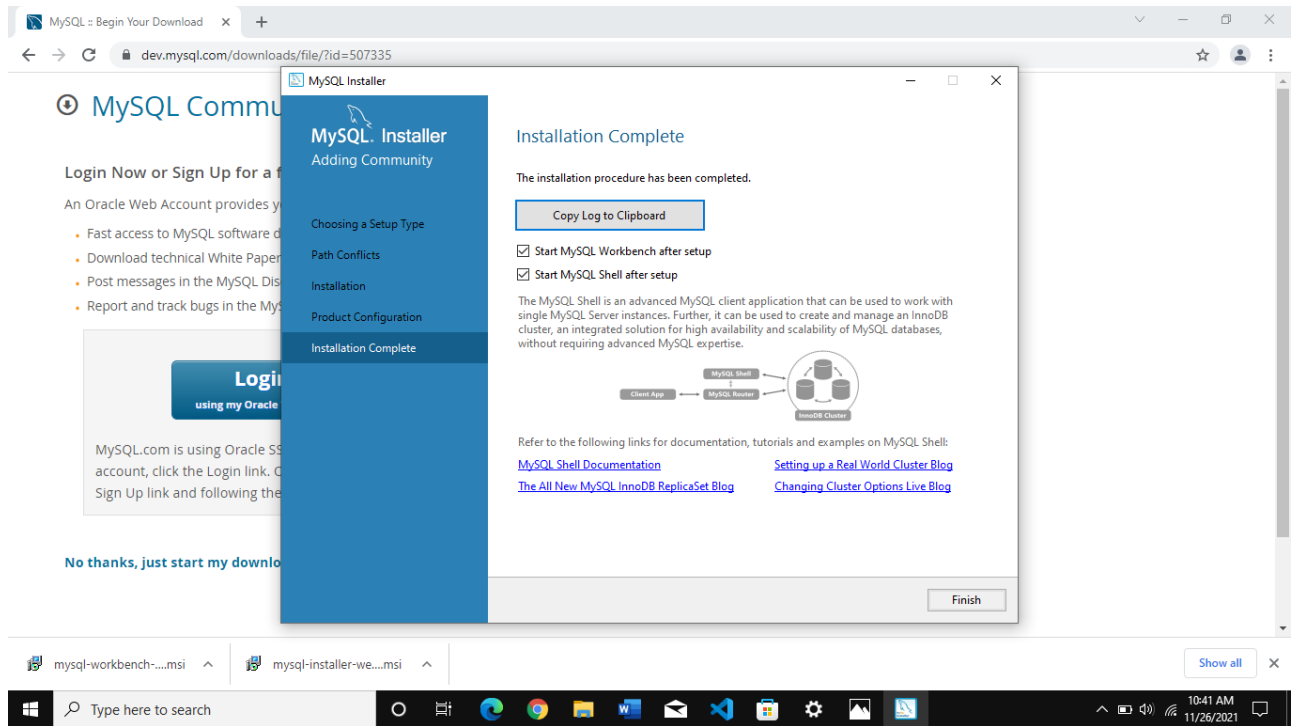 MySQL :: Begin Your Download
dev.mysql.com/downloads/file/?id=507335
MySQL Commu
Login Now or Sign Up for a f
An Oracle Web Account provides y
Fast access to MySQL software d
Download technical White Paper
Post messages in the MySQL Dis
Report and track bugs in the MyS
Login
using my Oracle
MySQL.com is using Oracle SS
account, click the Login link. O
Sign Up link and following the
No thanks, just start my downlo
MySQL Installer
MySQL. Installer
Adding Community
Choosing a Setup Type
Path Conflicts
Installation
Product Configuration
Installation Complete
Installation Complete
The installation procedure has been completed.
Copy Log to Clipboard
Start MySQL Workbench after setup
Start MySQL Shell after setup
The MySQL Shell is an advanced MySQL client application that can be used to work with
single MySQL Server instances. Further, it can be used to create and manage an InnoDB
cluster, an integrated solution for high availability and scalability of MySQL databases,
without requiring advanced MySQL expertise.
MySQL Shell
Client App
MySQL Router
InnoDB Cluster
Refer to the following links for documentation, tutorials and examples on MySQL Shell:
MySQL Shell Documentation
Setting up a Real World Cluster Blog
The All New MySQL InnoDB ReplicaSet Blog
Changing Cluster Options Live Blog
Finish
mysql-workbench-....msi
mysql-installer-we....msi
Show all
Type here to search
10:41 AM
11/26/2021